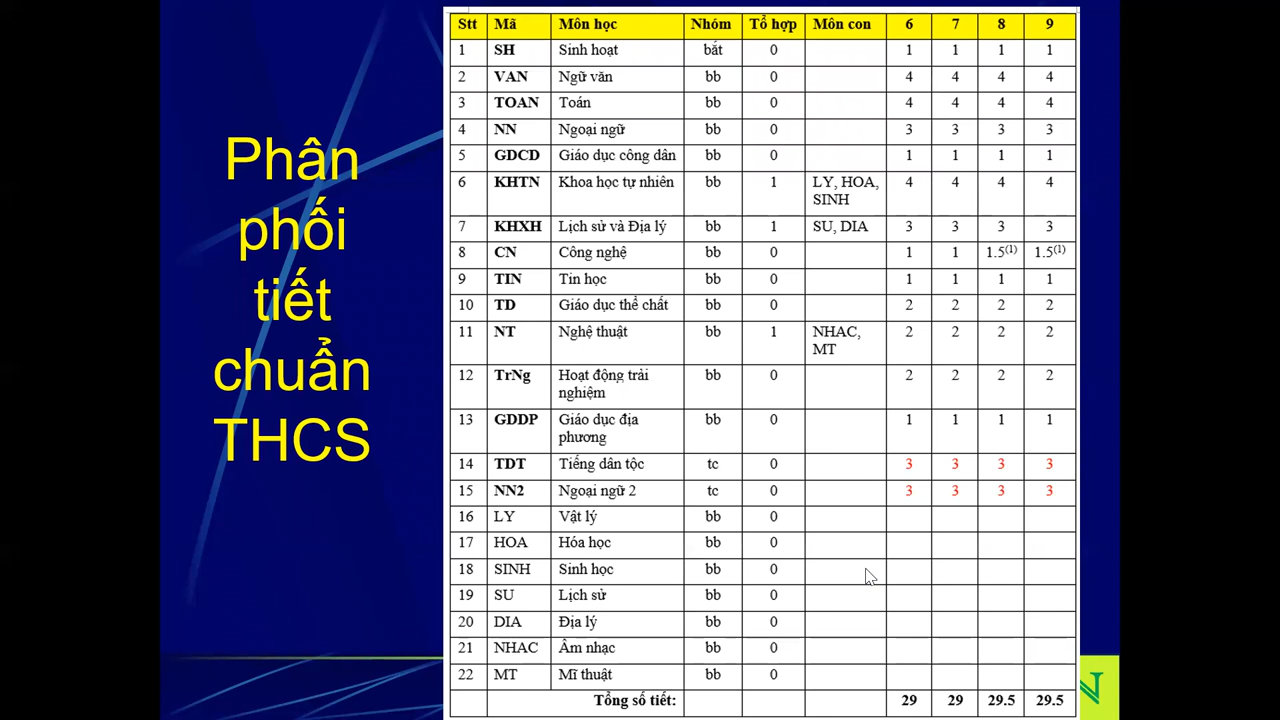 Phân
phối
tiết
chuẩn
THCS
Stt Mã Môn học Nhóm Tổ hợp Môn con 6 7 8 9
1 SH Sinh hoạt bắt 0 1 1 1 1
2 VAN Ngữ văn bb 0 4 4 4 4
3 TOAN Toán bb 0 4 4 4 4
4 NN Ngoại ngữ bb 0 3 3 3 3
5 GDCD Giáo dục công dân bb 0 1 1 1 1
6 KHTN Khoa học tự nhiên bb 1 LY, HOA, 4 4 4 4
SINH
7 KHXH Lịch sử và Địa lý bb 1 SU, DIA 3 3 3 3
8 CN Công nghệ bb 0 1 1 1.5(1) 1.5(1)
9 TIN Tin học bb 0 1 1 1 1
10 TD Giáo dục thể chất bb 0 2 2 2 2
11 NT Nghệ thuật bb 1 NHAC, 2 2 2 2
MT
12 TrNg Hoạt động trải bb 0 2 2 2 2
nghiệm
13 GDDP Giáo dục địa bb 0 1 1 1 1
phương
14 TDT Tiếng dân tộc tc 0 3 3 3 3
15 NN2 Ngoại ngữ 2 tc 0 3 3 3 3
16 LY Vật lý bb 0
17 HOA Hóa học bb 0
18 SINH Sinh học bb 0
19 SU Lịch sử bb 0
20 DIA Địa lý bb 0
21 NHAC Âm nhạc bb 0
22 MT Mĩ thuật bb 0
Tổng số tiết: 29 29 29.5 29.5
N